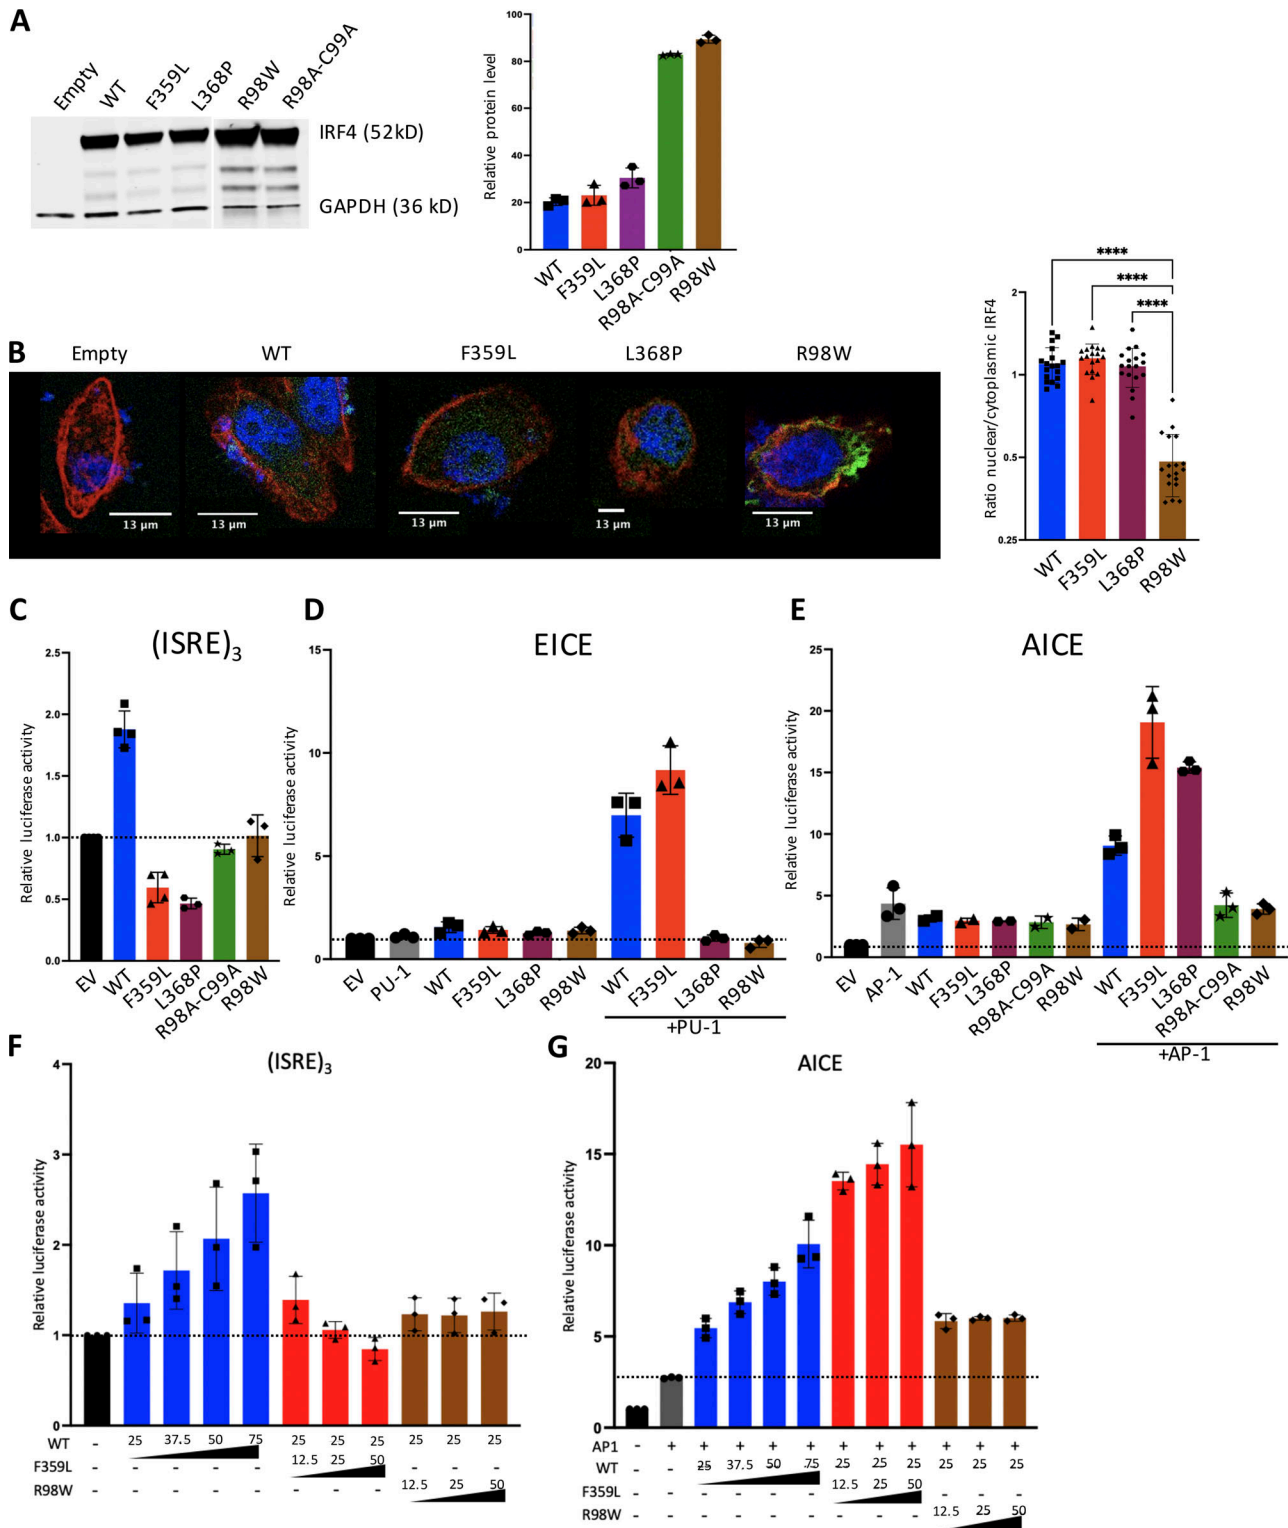 A
Empty
WT
F359L
L368P
R98W
R98A-C99A
IRF4 (52kD)
GAPDH (36 kD)
Relative protein level
100
80
60
40
20
0
WT
F359L
L368P
R98A-C99A
R98W
B
Empty
WT
F359L
L368P
R98W
13 μm
13 μm
13 μm
13 μm
13 μm
Ratio nuclear/cytoplasmic IRF4
****
****
****
2
1
0.5
0.25
WT
F359L
L368P
R98W
C
(ISRE)3
Relative luciferase activity
2.5
2.0
1.5
1.0
0.5
0.0
EV
WT
F359L
L368P
R98A-C99A
R98W
D
EICE
Relative luciferase activity
15
10
5
0
EV
PU-1
WT
F359L
L368P
R98W
WT
F359L
L368P
R98W
+PU-1
E
AICE
Relative luciferase activity
25
20
15
10
5
0
EV
AP-1
WT
F359L
L368P
R98A-C99A
R98W
WT
F359L
L368P
R98A-C99A
R98W
+AP-1
F
(ISRE)3
Relative luciferase activity
4
3
2
1
0
WT - 25 37.5 50 75 25 25 25 25 25 25
F359L - - - - - 12.5 25 50 - - -
R98W - - - - - - - - 12.5 25 50
G
AICE
Relative luciferase activity
20
15
10
5
0
AP1 - + + + + + + + + + + +
WT - - 25 37.5 50 75 25 25 25 25 25 25
F359L - - - - - - 12.5 25 50 - - -
R98W - - - - - - - - - 12.5 25 50